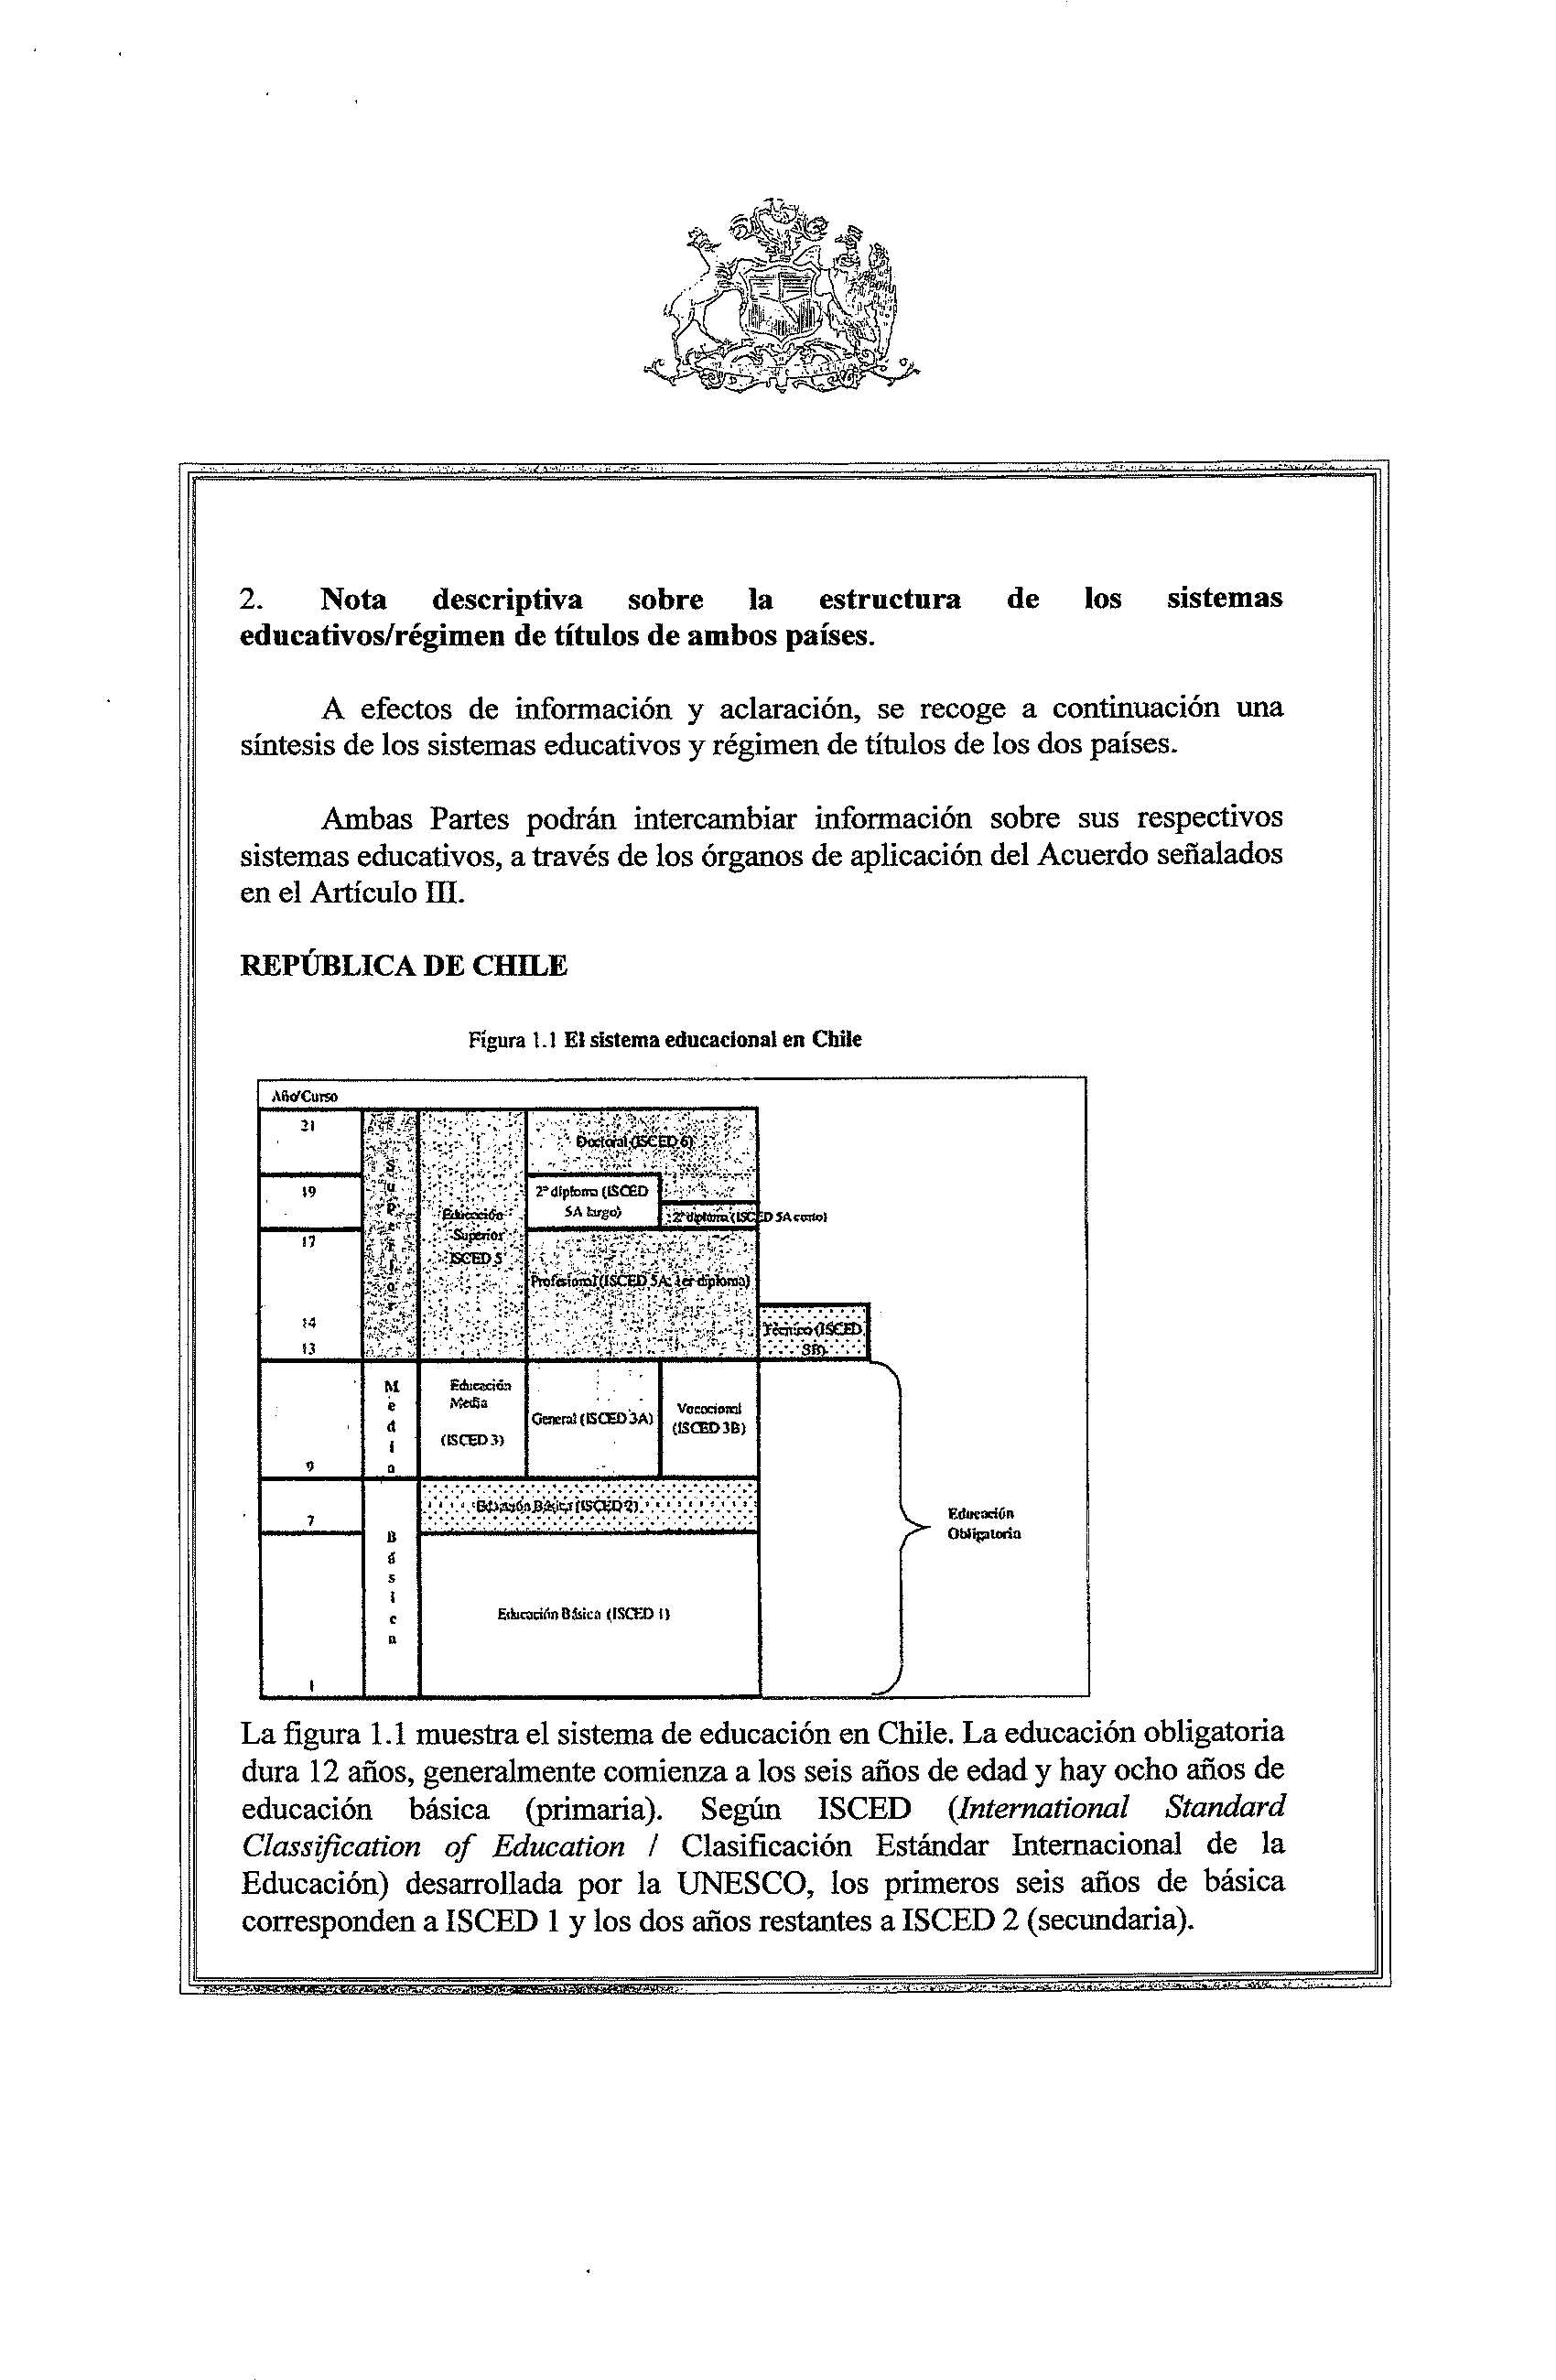 2. Nota descriptiva sobre la estructura de los sistemas
educativos/régimen de títulos de ambos países.
A efectos de información y aclaración, se recoge a continuación una
síntesis de los sistemas educativos y régimen de títulos de los dos países.
Ambas Partes podrán intercambiar información sobre sus respectivos
sistemas educativos, a través de los órganos de aplicación del Acuerdo señalados
en el Artículo III.
REPÚBLICA DE CHILE
Figura 1.1 El sistema educacional en Chile
Año/Curso
21
Doctoral (ISCED 6)
19
2º diploma (ISCED
5A largo)
2º diploma (ISCED 5A corto)
Superior
Educación
Superior
ISCED 5
17
Profesional (ISCED 5A: 1er diploma)
14
13
Técnico (ISCED
Media
Educación
Media
(ISCED 3)
General (ISCED 3A)
Vocacional
(ISCED 3B)
9
Educación Básica (ISCED 2)
7
Básica
Educación
Obligatoria
Educación Básica (ISCED 1)
1
La figura 1.1 muestra el sistema de educación en Chile. La educación obligatoria
dura 12 años, generalmente comienza a los seis años de edad y hay ocho años de
educación básica (primaria). Según ISCED (International Standard
Classification of Education / Clasificación Estándar Internacional de la
Educación) desarrollada por la UNESCO, los primeros seis años de básica
corresponden a ISCED 1 y los dos años restantes a ISCED 2 (secundaria).